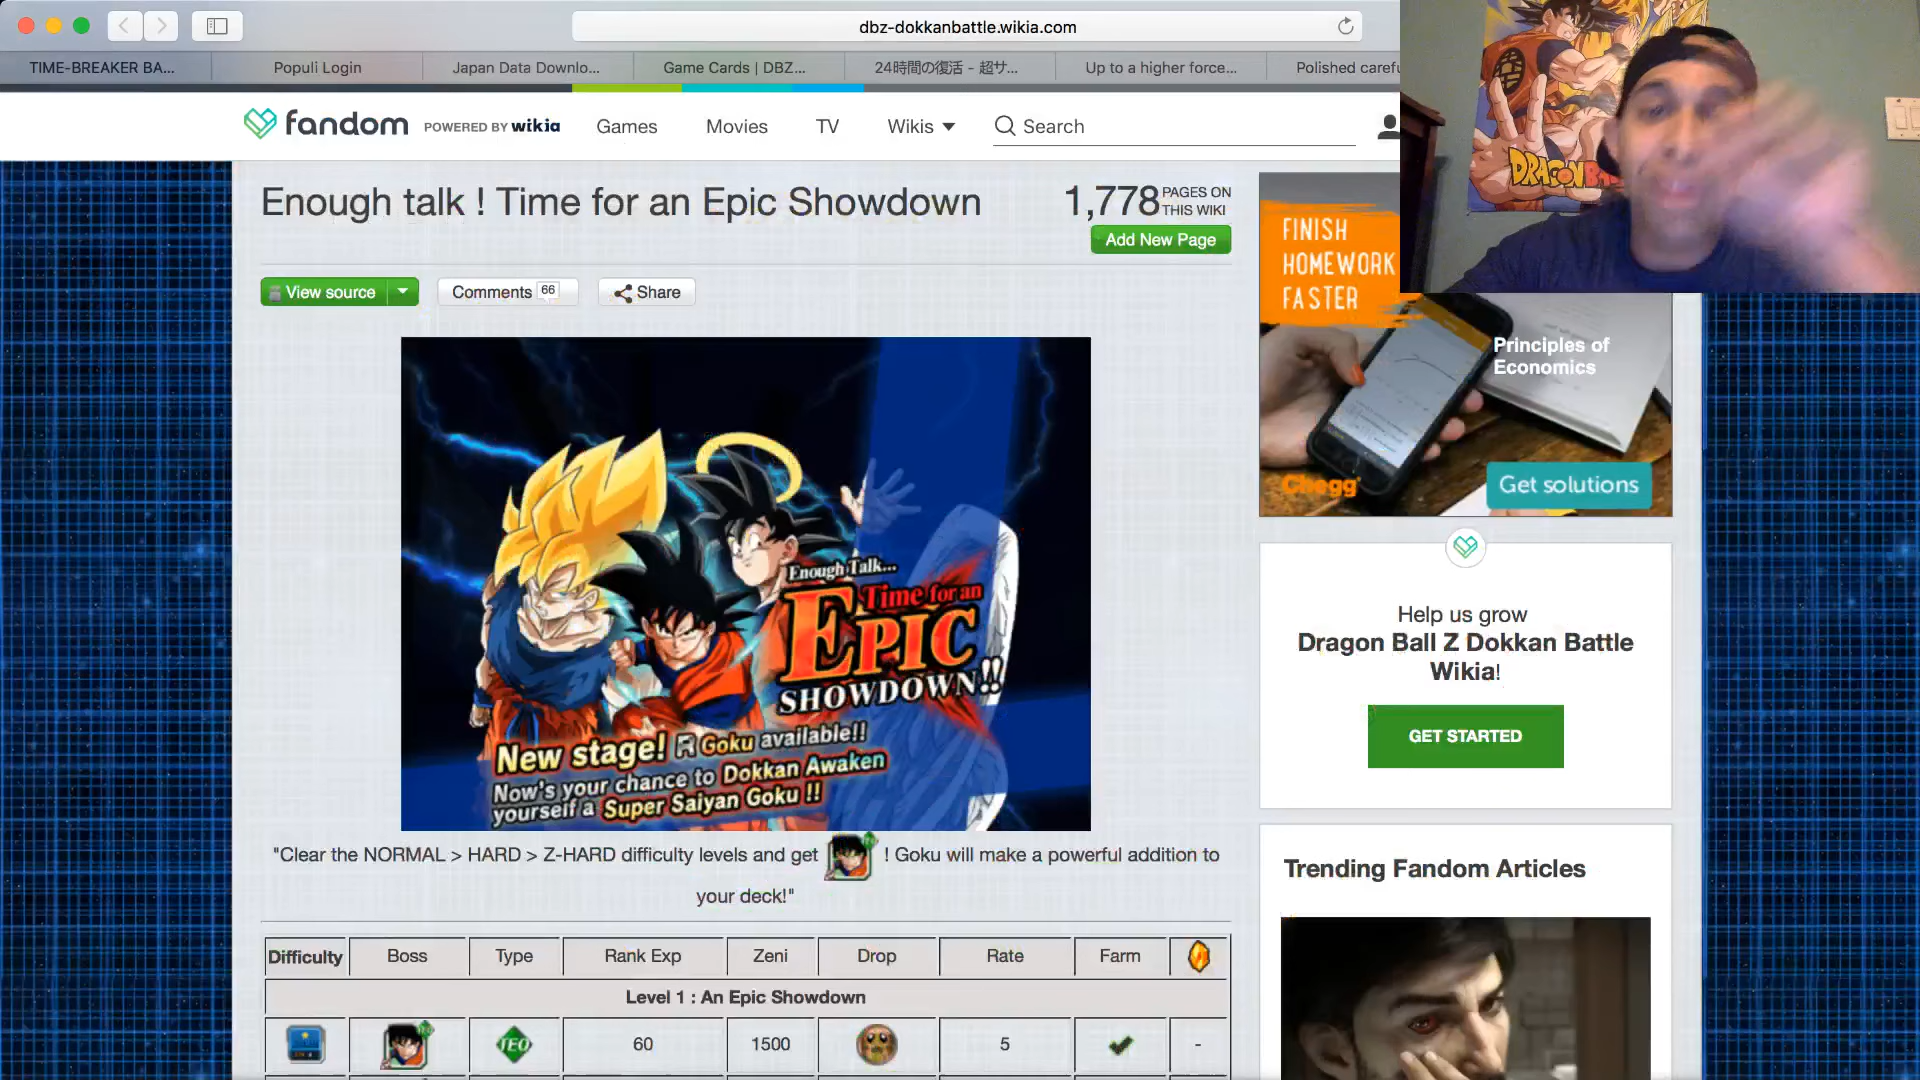 dbz-dokkanbattle.wikia.com
TIME-BREAKER BA...
Populi Login
Japan Data Downlo...
Game Cards | DBZ...
24時間の復活 - 超サ...
Up to a higher force...
Polished carefu
fandom POWERED BY wikia
Games
Movies
TV
Wikis
Search
Enough talk ! Time for an Epic Showdown
1,778 PAGES ON THIS WIKI
Add New Page
View source
Comments 66
Share
Enough Talk...
Time for an
EPIC
SHOWDOWN!!
New stage! R Goku available!!
Now's your chance to Dokkan Awaken
yourself a Super Saiyan Goku !!
"Clear the NORMAL > HARD > Z-HARD difficulty levels and get ! Goku will make a powerful addition to
your deck!"
Difficulty Boss Type Rank Exp Zeni Drop Rate Farm
Level 1 : An Epic Showdown
TEQ 60 1500 5 -
FINISH
HOMEWORK
FASTER
Principles of
Economics
Chegg
Get solutions
Help us grow
Dragon Ball Z Dokkan Battle
Wikia!
GET STARTED
Trending Fandom Articles